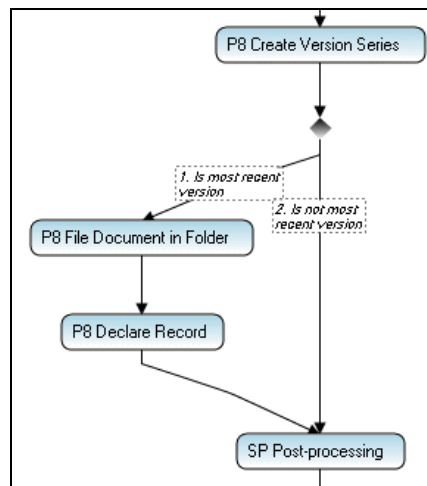 P8 Create Version Series
1. Is most recent
version
2. Is not most
recent version
P8 File Document in Folder
P8 Declare Record
SP Post-processing